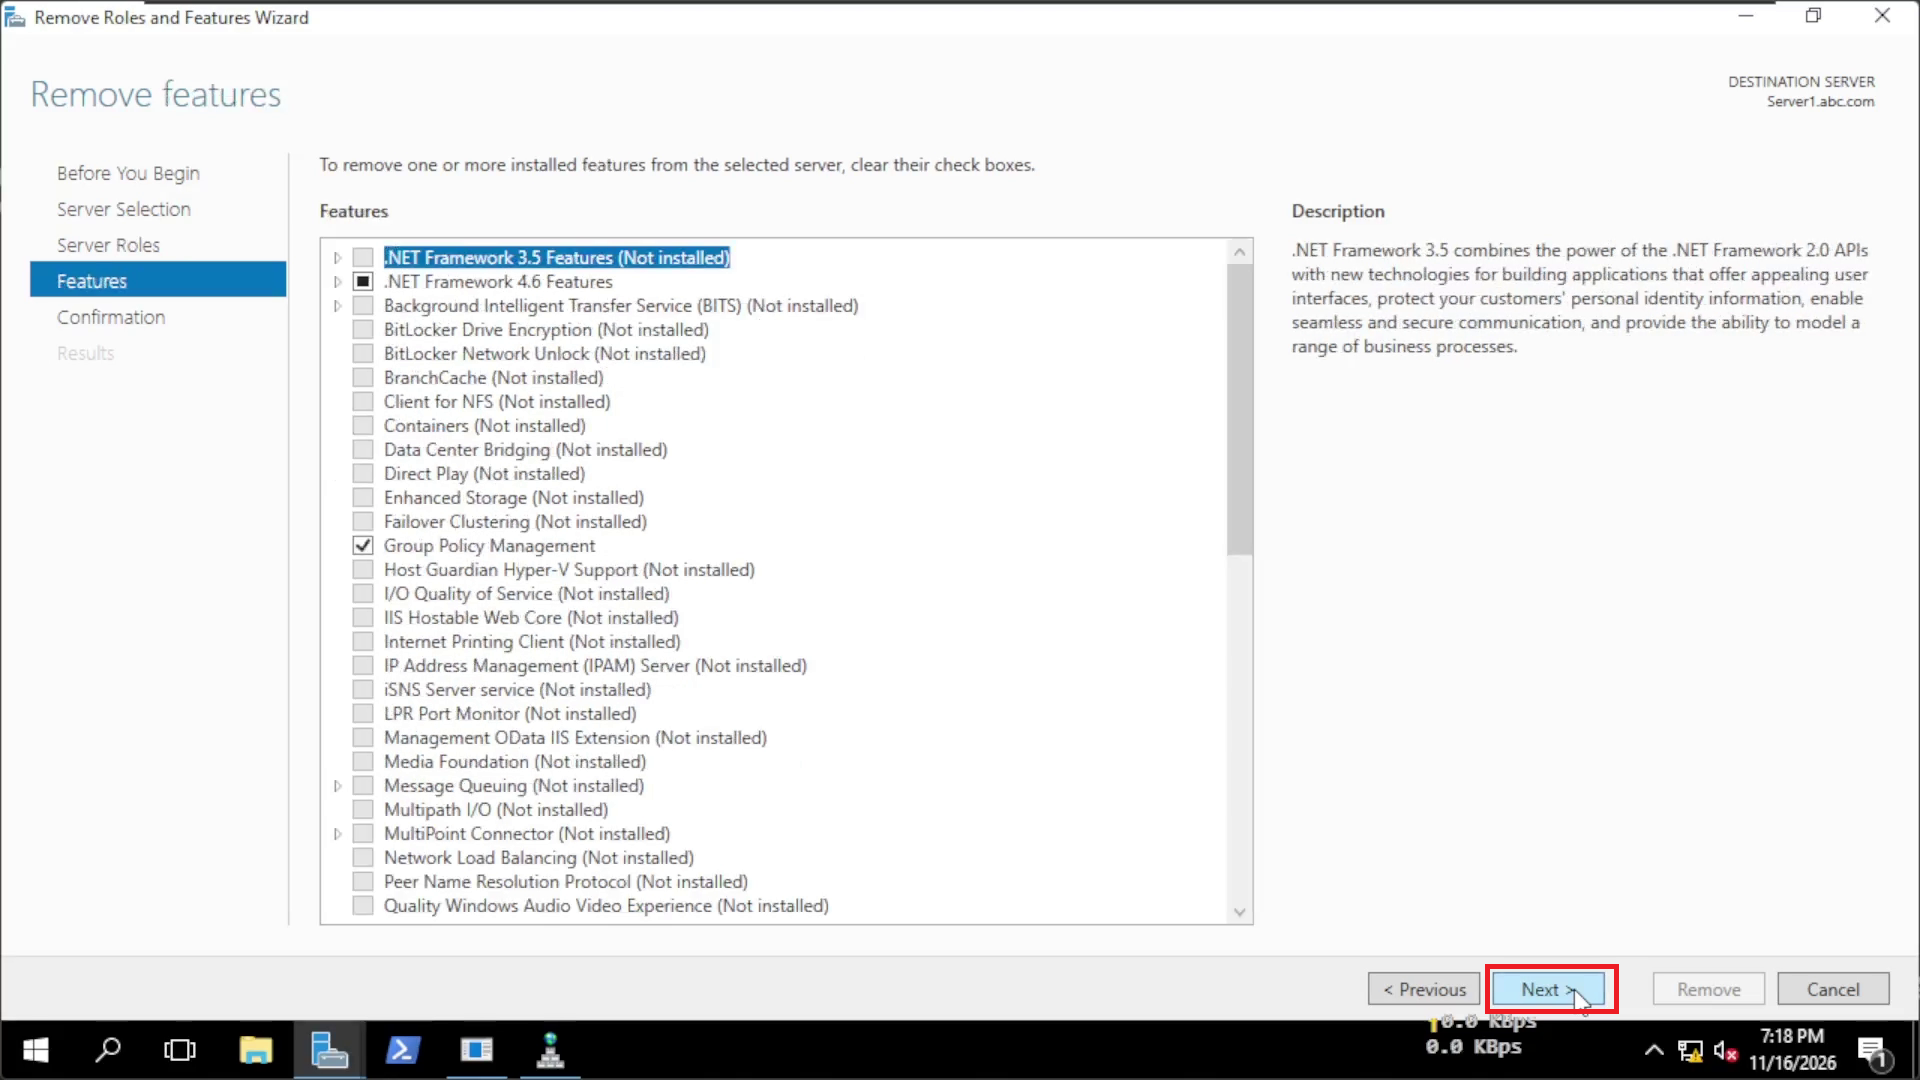 Remove Roles and Features Wizard
Remove features
DESTINATION SERVER
Server1.abc.com
Before You Begin
Server Selection
Server Roles
Features
Confirmation
Results
To remove one or more installed features from the selected server, clear their check boxes.
Features
.NET Framework 3.5 Features (Not installed)
.NET Framework 4.6 Features
Background Intelligent Transfer Service (BITS) (Not installed)
BitLocker Drive Encryption (Not installed)
BitLocker Network Unlock (Not installed)
BranchCache (Not installed)
Client for NFS (Not installed)
Containers (Not installed)
Data Center Bridging (Not installed)
Direct Play (Not installed)
Enhanced Storage (Not installed)
Failover Clustering (Not installed)
Group Policy Management
Host Guardian Hyper-V Support (Not installed)
I/O Quality of Service (Not installed)
IIS Hostable Web Core (Not installed)
Internet Printing Client (Not installed)
IP Address Management (IPAM) Server (Not installed)
iSNS Server service (Not installed)
LPR Port Monitor (Not installed)
Management OData IIS Extension (Not installed)
Media Foundation (Not installed)
Message Queuing (Not installed)
Multipath I/O (Not installed)
MultiPoint Connector (Not installed)
Network Load Balancing (Not installed)
Peer Name Resolution Protocol (Not installed)
Quality Windows Audio Video Experience (Not installed)
Description
.NET Framework 3.5 combines the power of the .NET Framework 2.0 APIs
with new technologies for building applications that offer appealing user
interfaces, protect your customers' personal identity information, enable
seamless and secure communication, and provide the ability to model a
range of business processes.
< Previous
Next >
Remove
Cancel
0.0 KBps
0.0 KBps
7:18 PM
11/16/2026
1